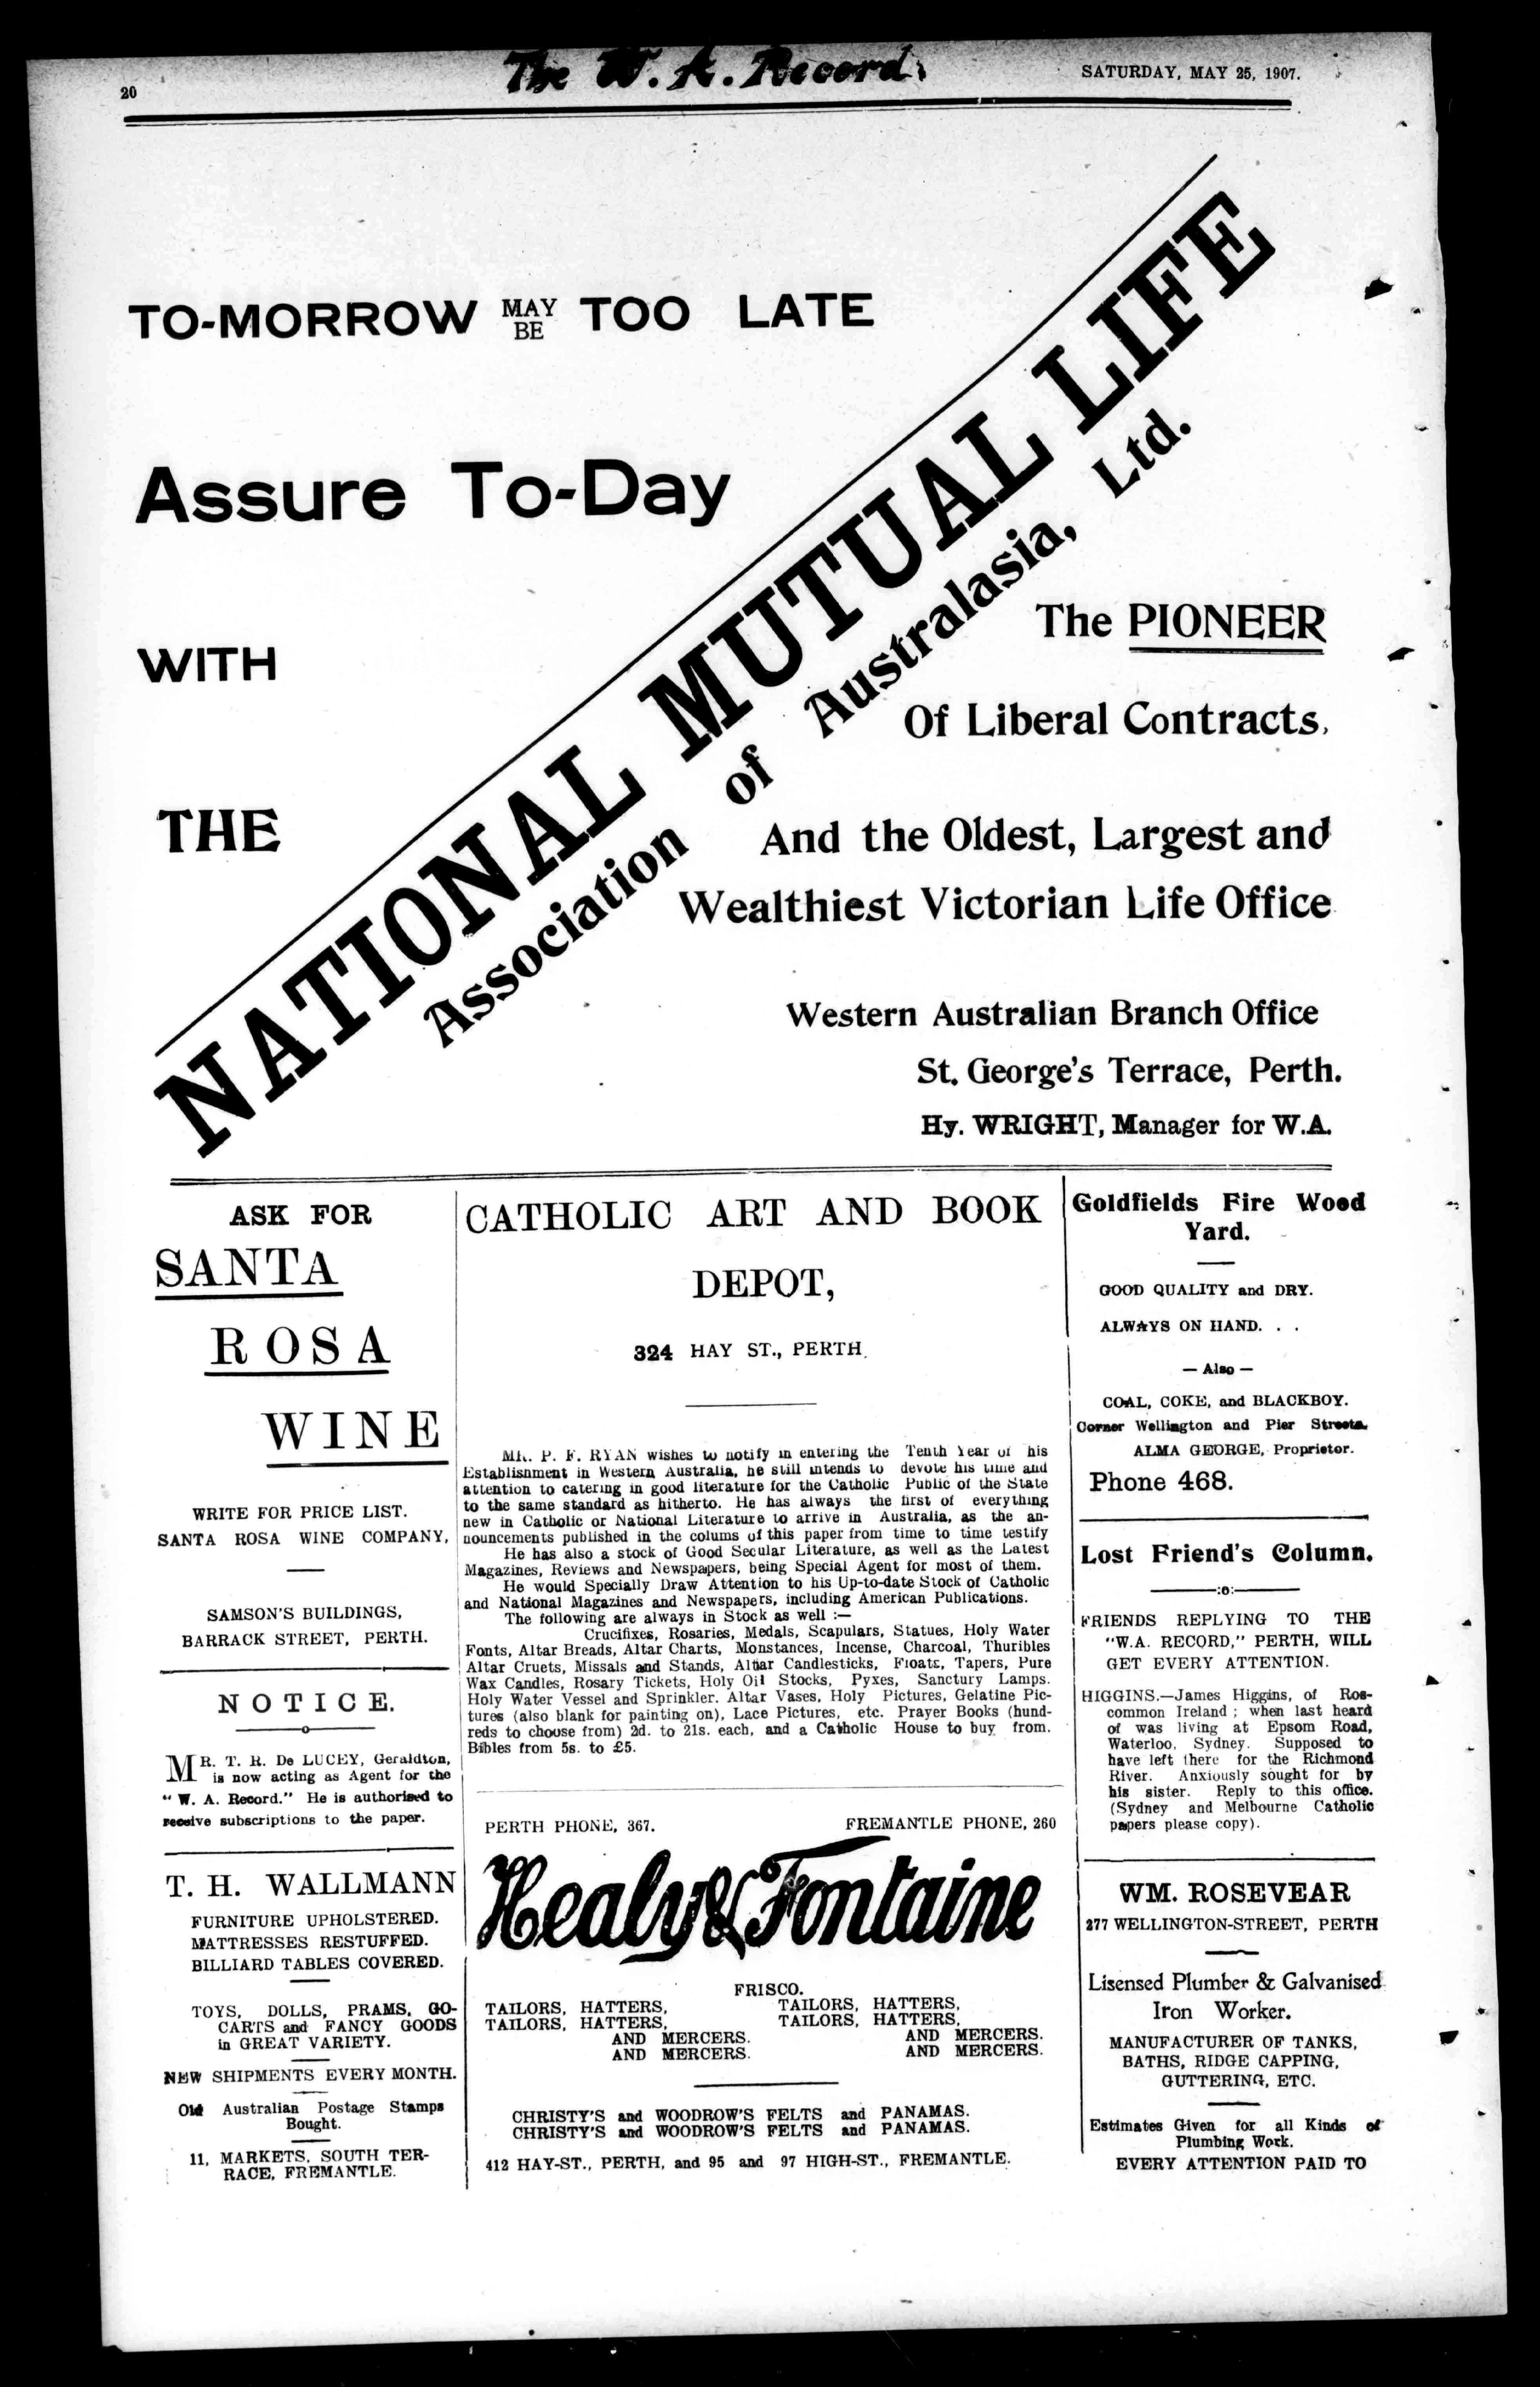 20
The W. A. Record.
SATURDAY, MAY 25, 1907.
TO-MORROW MAY BE TOO LATE
Assure To-Day
WITH
THE
NATIONAL MUTUAL LIFE
Association of Australasia, Ltd.
The PIONEER
Of Liberal Contracts,
And the Oldest, Largest and
Wealthiest Victorian Life Office
Western Australian Branch Office
St. George's Terrace, Perth.
Hy. WRIGHT, Manager for W.A.
ASK FOR
SANTA
ROSA
WINE
WRITE FOR PRICE LIST.
SANTA ROSA WINE COMPANY,
SAMSON'S BUILDINGS,
BARRACK STREET, PERTH.
NOTICE.
MR. T. R. De LUCEY, Geraldton,
is now acting as Agent for the
"W. A. Record." He is authorised to
receive subscriptions to the paper.
T. H. WALLMANN
FURNITURE UPHOLSTERED.
MATTRESSES RESTUFFED.
BILLIARD TABLES COVERED.
TOYS, DOLLS, PRAMS, GO-
CARTS and FANCY GOODS
in GREAT VARIETY.
NEW SHIPMENTS EVERY MONTH.
Old Australian Postage Stamps
Bought.
11, MARKETS, SOUTH TER-
RACE, FREMANTLE.
CATHOLIC ART AND BOOK
DEPOT,
324 HAY ST., PERTH.
MR. P. F. RYAN wishes to notify in entering the Tenth Year of his
Establishment in Western Australia, he still intends to devote his time and
attention to catering in good literature for the Catholic Public of the State
to the same standard as hitherto. He has always the first of everything
new in Catholic or National Literature to arrive in Australia, as the an-
nouncements published in the colums of this paper from time to time testify
He has also a stock of Good Secular Literature, as well as the Latest
Magazines, Reviews and Newspapers, being Special Agent for most of them.
He would Specially Draw Attention to his Up-to-date Stock of Catholic
and National Magazines and Newspapers, including American Publications.
The following are always in Stock as well :—
Crucifixes, Rosaries, Medals, Scapulars, Statues, Holy Water
Fonts, Altar Breads, Altar Charts, Monstances, Incense, Charcoal, Thuribles
Altar Cruets, Missals and Stands, Altar Candlesticks, Floats, Tapers, Pure
Wax Candles, Rosary Tickets, Holy Oil Stocks, Pyxes, Sanctury Lamps.
Holy Water Vessel and Sprinkler. Altar Vases, Holy Pictures, Gelatine Pic-
tures (also blank for painting on), Lace Pictures, etc. Prayer Books (hund-
reds to choose from) 2d. to 21s. each, and a Catholic House to buy from.
Bibles from 5s. to £5.
PERTH PHONE, 367. FREMANTLE PHONE, 260
Healy & Fontaine
FRISCO.
TAILORS, HATTERS, TAILORS, HATTERS,
TAILORS, HATTERS, TAILORS, HATTERS,
AND MERCERS. AND MERCERS.
AND MERCERS. AND MERCERS.
CHRISTY'S and WOODROW'S FELTS and PANAMAS.
CHRISTY'S and WOODROW'S FELTS and PANAMAS.
412 HAY-ST., PERTH, and 95 and 97 HIGH-ST., FREMANTLE.
Goldfields Fire Wood
Yard.
GOOD QUALITY and DRY.
ALWAYS ON HAND. . .
— Also —
COAL, COKE, and BLACKBOY.
Corner Wellington and Pier Streets.
ALMA GEORGE, Proprietor.
Phone 468.
Lost Friend's Column.
:o:
FRIENDS REPLYING TO THE
"W.A. RECORD," PERTH, WILL
GET EVERY ATTENTION.
HIGGINS.—James Higgins, of Ros-
common Ireland ; when last heard
of was living at Epsom Road,
Waterloo, Sydney. Supposed to
have left there for the Richmond
River. Anxiously sought for by
his sister. Reply to this office.
(Sydney and Melbourne Catholic
papers please copy).
WM. ROSEVEAR
277 WELLINGTON-STREET, PERTH
Lisensed Plumber & Galvanised
Iron Worker.
MANUFACTURER OF TANKS,
BATHS, RIDGE CAPPING,
GUTTERING, ETC.
Estimates Given for all Kinds of
Plumbing Work.
EVERY ATTENTION PAID TO